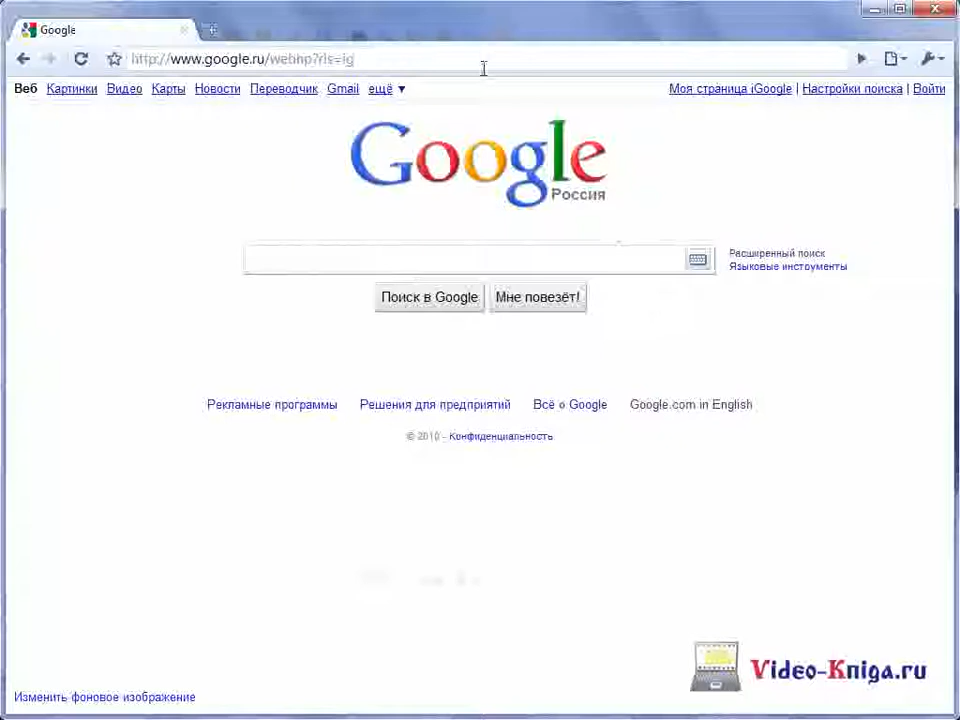 Google
http://www.google.ru/webhp?rls=ig
Веб Картинки Видео Карты Новости Переводчик Gmail ещё ▼
Моя страница iGoogle | Настройки поиска | Войти
Google
Россия
Расширенный поиск
Языковые инструменты
Поиск в Google Мне повезёт!
Рекламные программы Решения для предприятий Всё о Google Google.com in English
© 2010 - Конфиденциальность
Video-Kniga.ru
Изменить фоновое изображение